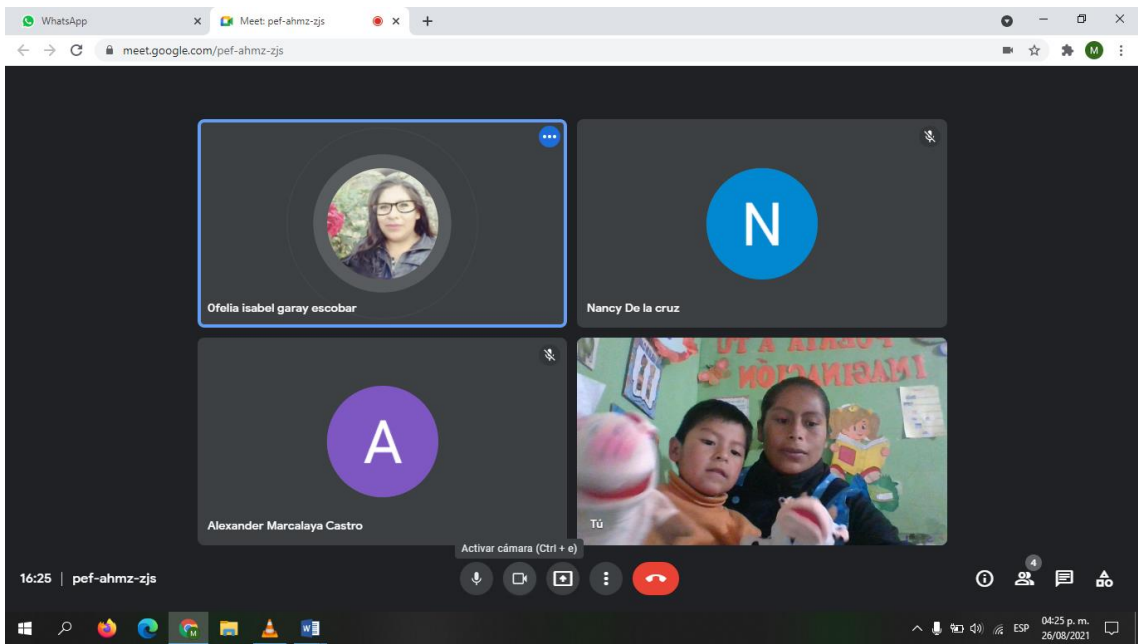 WhatsApp
Meet: pef-ahmz-zjs
meet.google.com/pef-ahmz-zjs
M
Ofelia isabel garay escobar
N
Nancy De la cruz
A
Alexander Marcalaya Castro
TU A
IMAGINACIÓN
Tú
Activar cámara (Ctrl + e)
16:25 | pef-ahmz-zjs
4
ESP
04:25 p. m.
26/08/2021